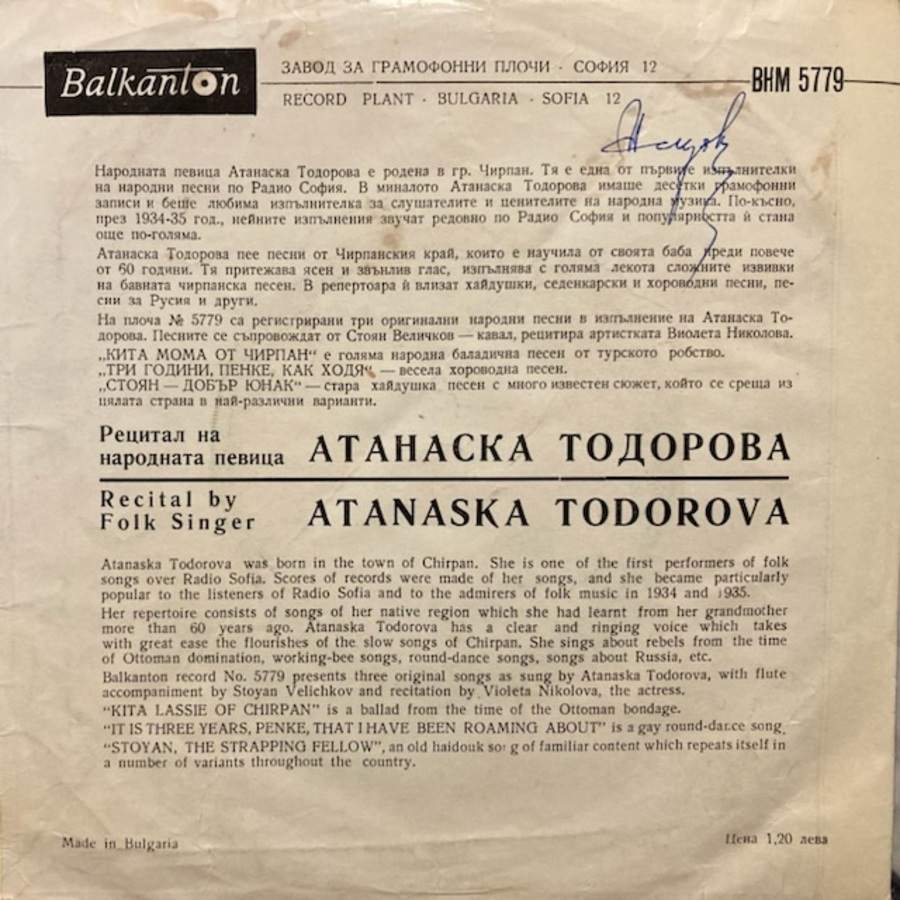 Balkanton
ЗАВОД ЗА ГРАМОФОННИ ПЛОЧИ · СОФИЯ 12
RECORD PLANT · BULGARIA · SOFIA 12
ВНМ 5779
Народната певица Атанаска Тодорова е родена в гр. Чирпан. Тя е една от първите изпълнителки
на народни песни по Радио София. В миналото Атанаска Тодорова имаше десетки грамофонни
записи и беше любима изпълнителка за слушателите и ценителите на народна музика. По-късно,
през 1934-35 год., нейните изпълнения звучат редовно по Радио София и популярността ѝ стана
още по-голяма.
Атанаска Тодорова пее песни от Чирпанския край, които е научила от своята баба преди повече
от 60 години. Тя притежава ясен и звънлив глас, изпълнява с голяма лекота сложните извивки
на бавната чирпанска песен. В репертоара ѝ влизат хайдушки, седенкарски и хороводни песни, пе-
сни за Русия и други.
На плоча № 5779 са регистрирани три оригинални народни песни в изпълнение на Атанаска То-
дорова. Песните се съпровождат от Стоян Величков — кавал, рецитира артистката Виолета Николова.
„КИТА МОМА ОТ ЧИРПАН“ е голяма народна баладична песен от турското робство.
„ТРИ ГОДИНИ, ПЕНКЕ, КАК ХОДЯ“ — весела хороводна песен.
„СТОЯН — ДОБЪР ЮНАК“ — стара хайдушка песен с много известен сюжет, който се среща из
цялата страна в най-различни варианти.
Рецитал на
народната певица АТАНАСКА ТОДОРОВА
Recital by
Folk Singer ATANASKA TODOROVA
Atanaska Todorova was born in the town of Chirpan. She is one of the first performers of folk
songs over Radio Sofia. Scores of records were made of her songs, and she became particularly
popular to the listeners of Radio Sofia and to the admirers of folk music in 1934 and 1935.
Her repertoire consists of songs of her native region which she had learnt from her grandmother
more than 60 years ago. Atanaska Todorova has a clear and ringing voice which takes
with great ease the flourishes of the slow songs of Chirpan. She sings about rebels from the time
of Ottoman domination, working-bee songs, round-dance songs, songs about Russia, etc.
Balkanton record No. 5779 presents three original songs as sung by Atanaska Todorova, with flute
accompaniment by Stoyan Velichkov and recitation by Violeta Nikolova, the actress.
“KITA LASSIE OF CHIRPAN” is a ballad from the time of the Ottoman bondage.
“IT IS THREE YEARS, PENKE, THAT I HAVE BEEN ROAMING ABOUT” is a gay round-dance song.
“STOYAN, THE STRAPPING FELLOW”, an old haidouk song of familiar content which repeats itself in
a number of variants throughout the country.
Made in Bulgaria
Цена 1,20 лева